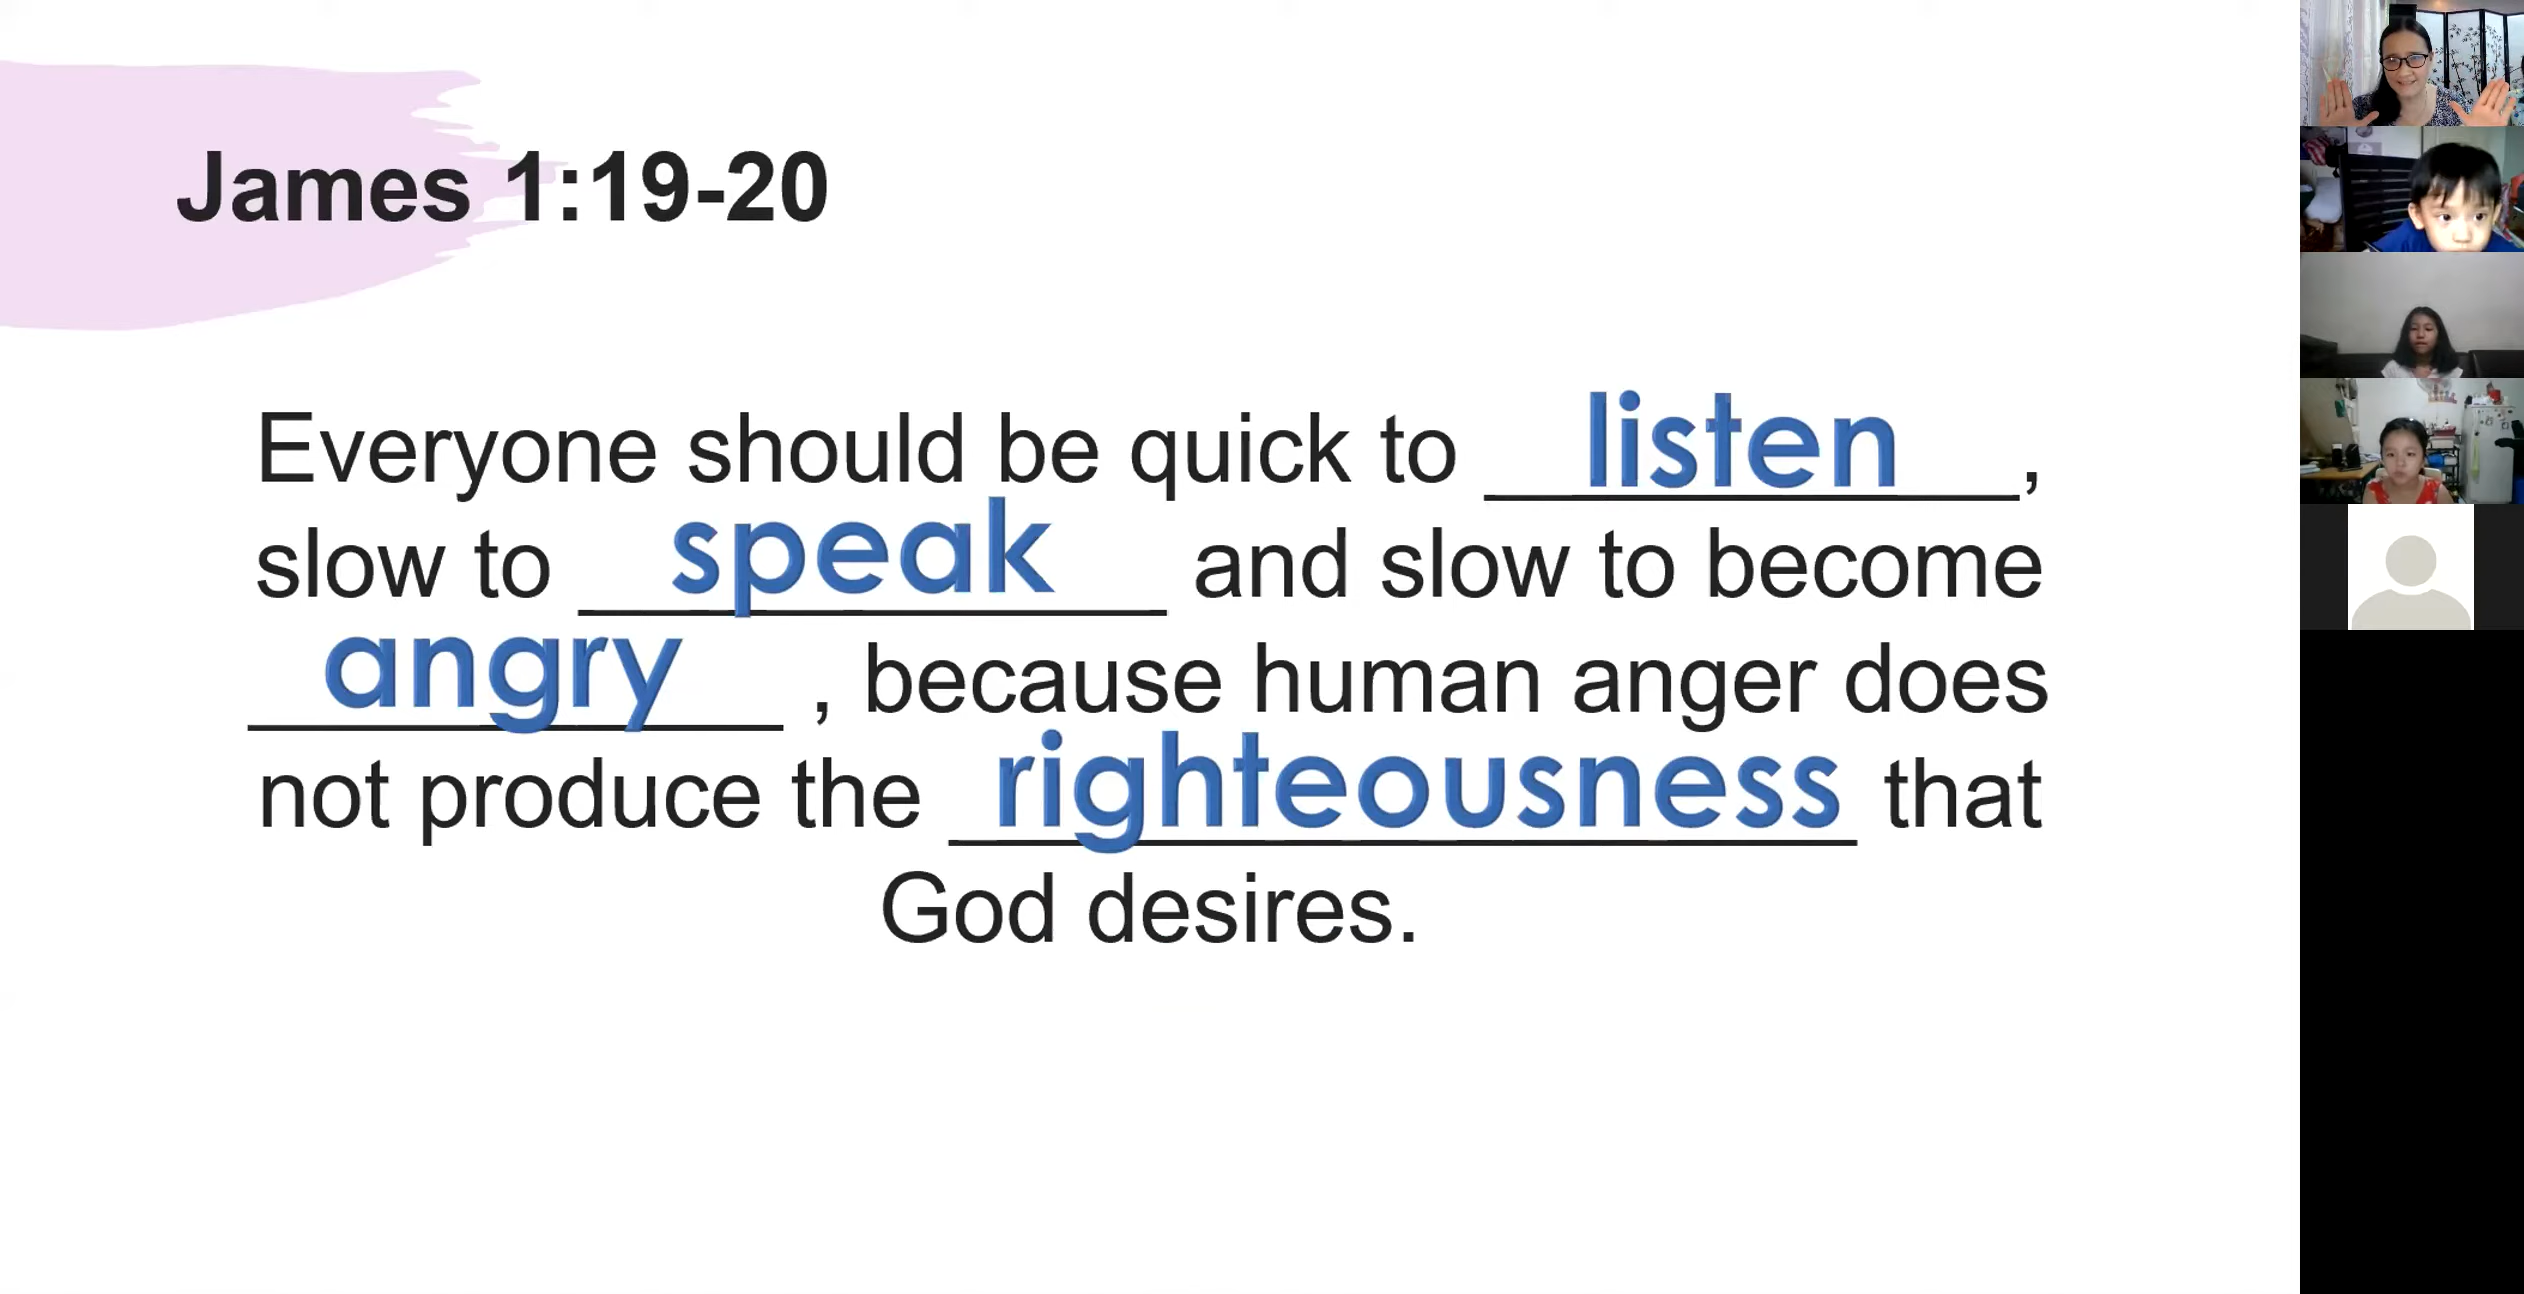 James 1:19-20
Everyone should be quick to listen,
slow to speak and slow to become
angry , because human anger does
not produce the righteousness that
God desires.